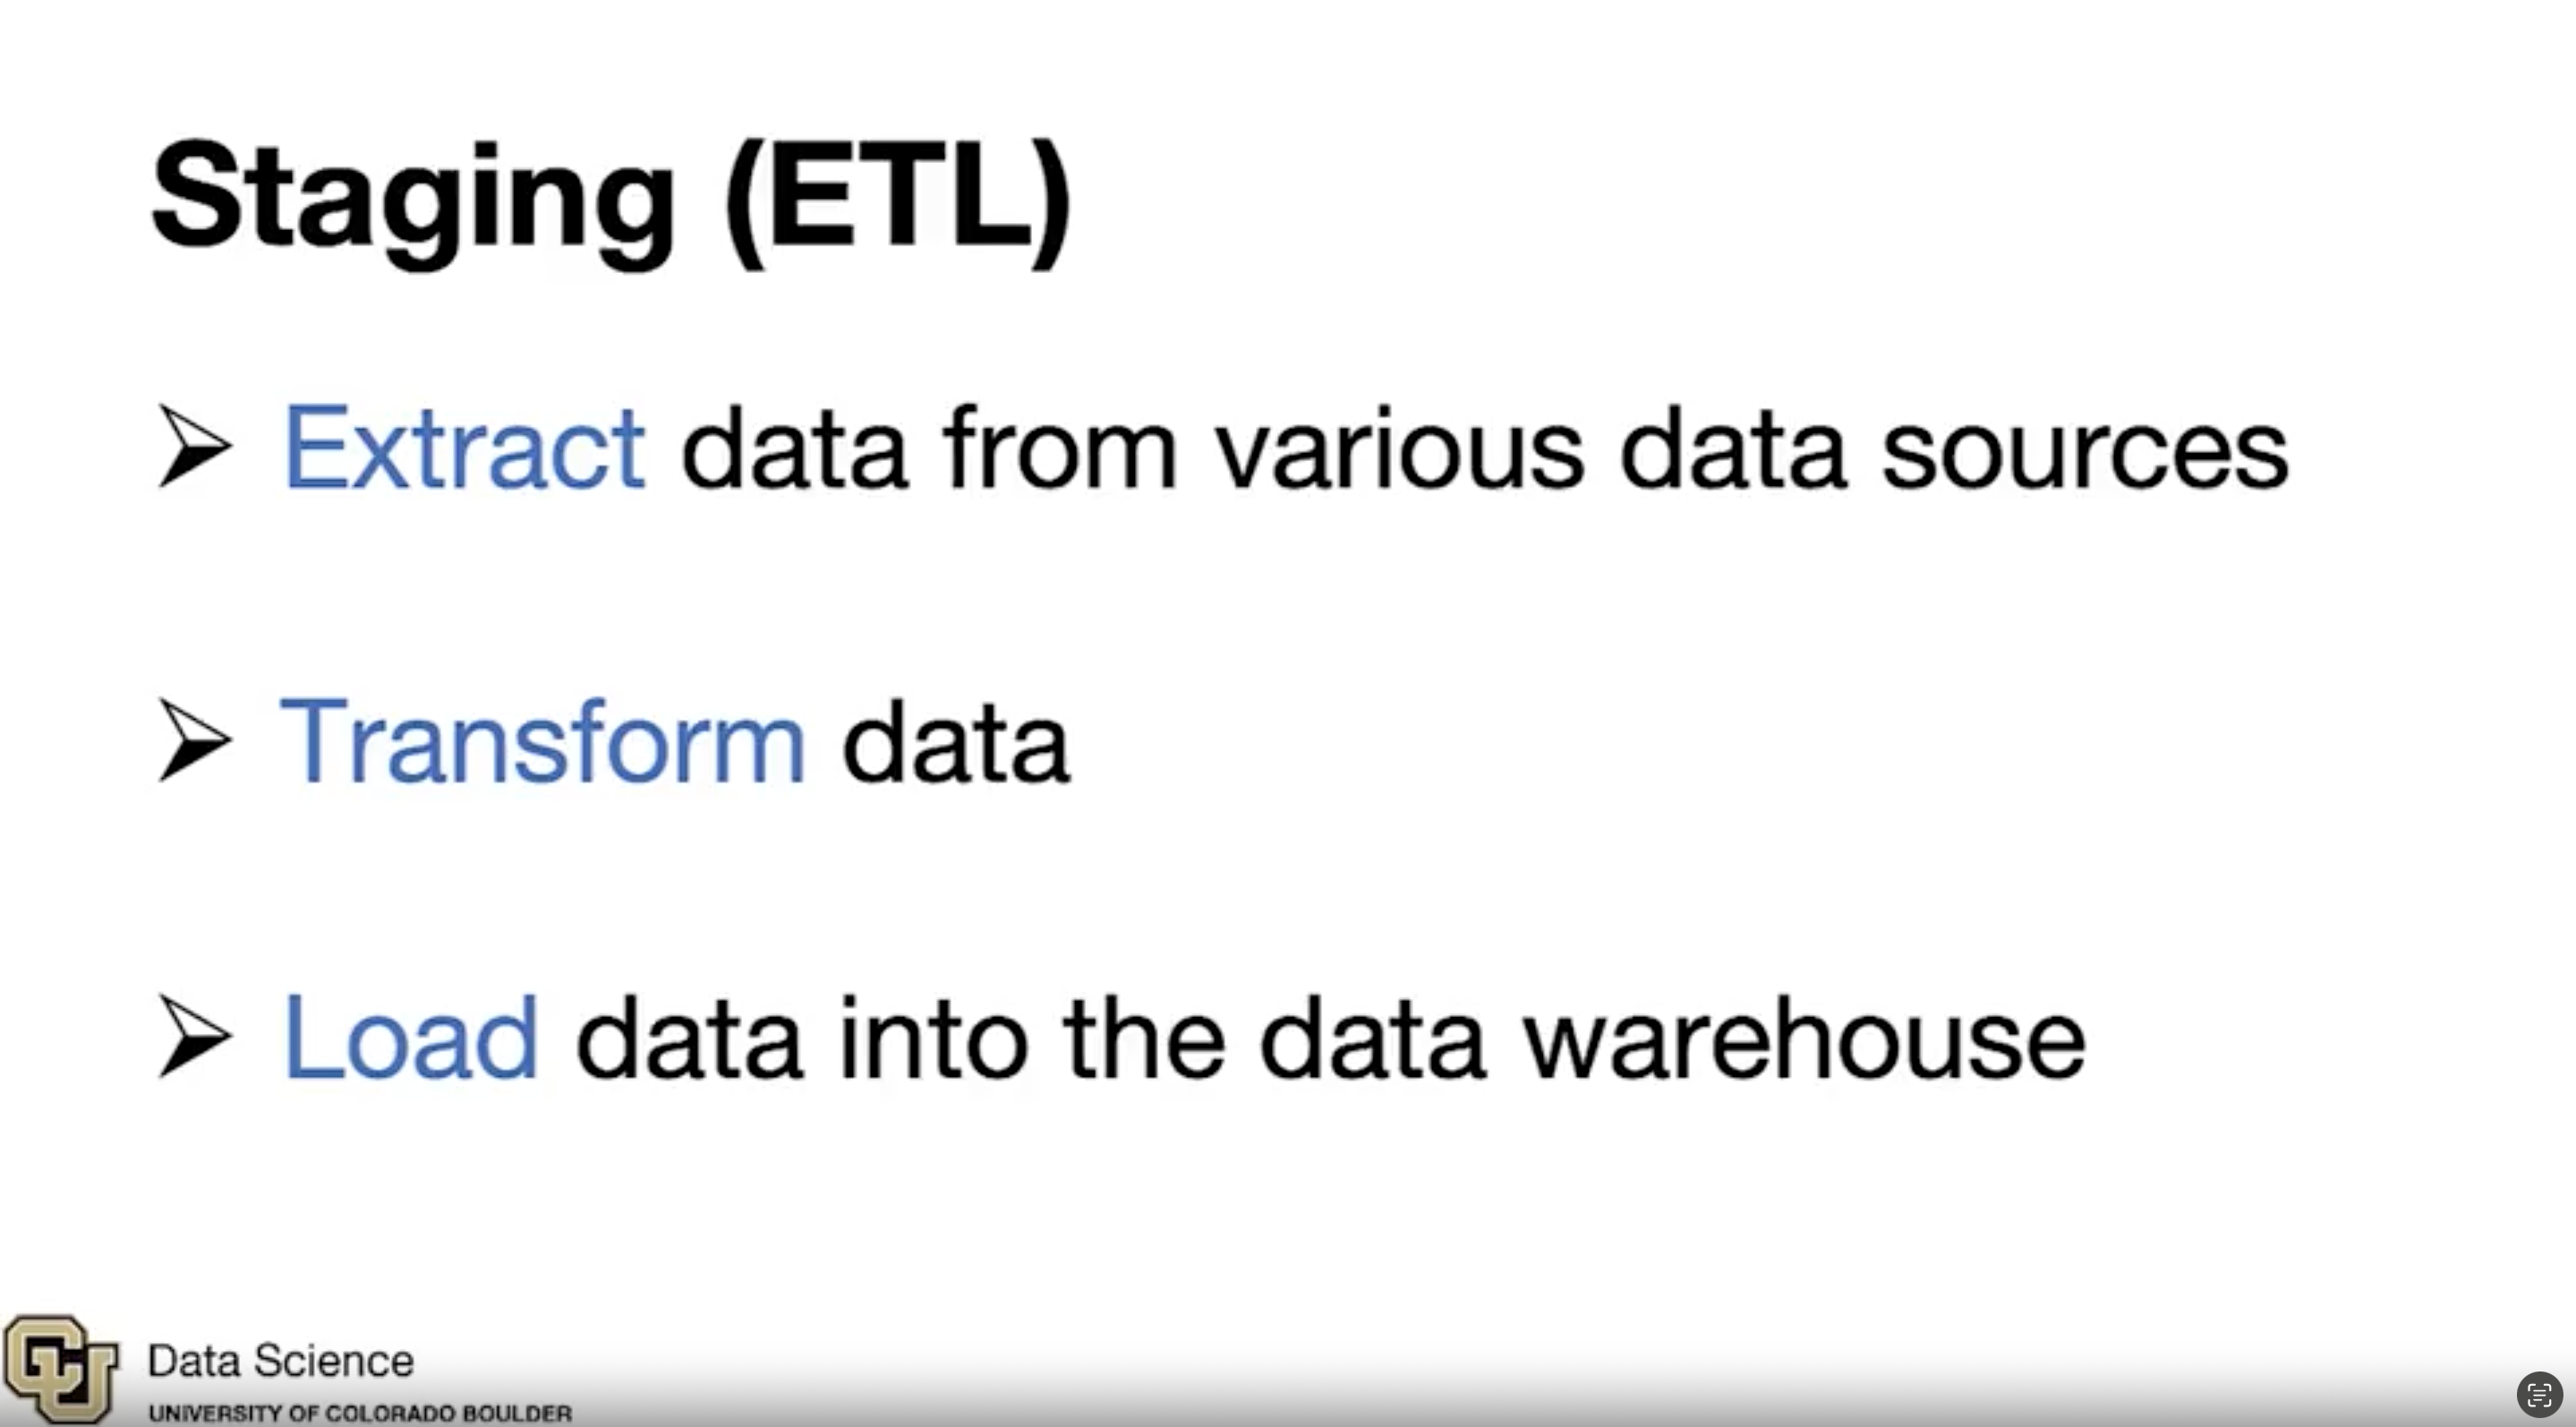 Staging (ETL)
➢ Extract data from various data sources
➢ Transform data
➢ Load data into the data warehouse
CU
Data Science
UNIVERSITY OF COLORADO BOULDER